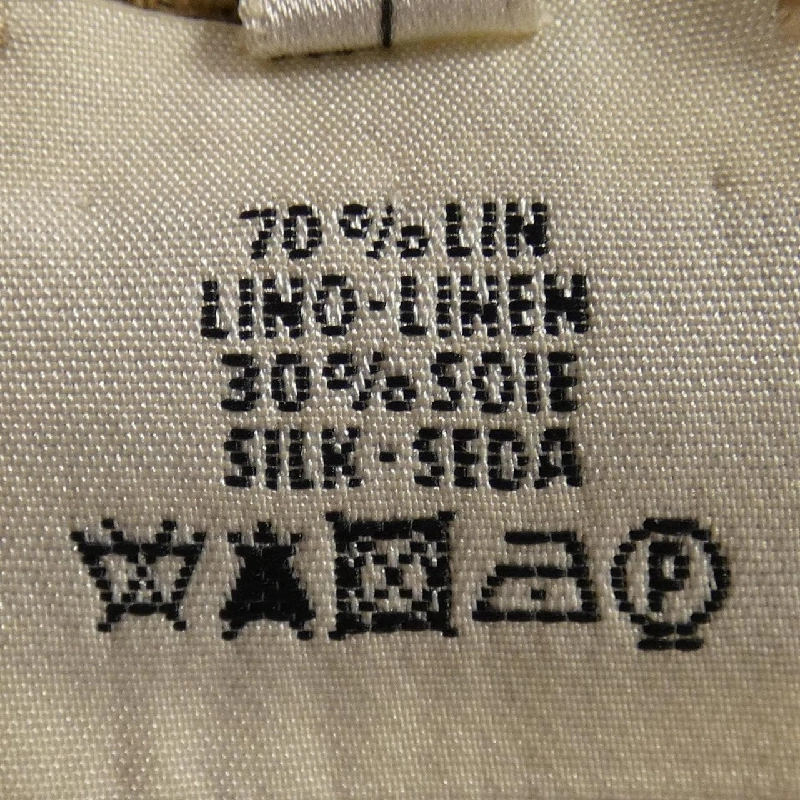 70% LIN
LINO-LINEN
30% SOIE
SILK-SEDA
P